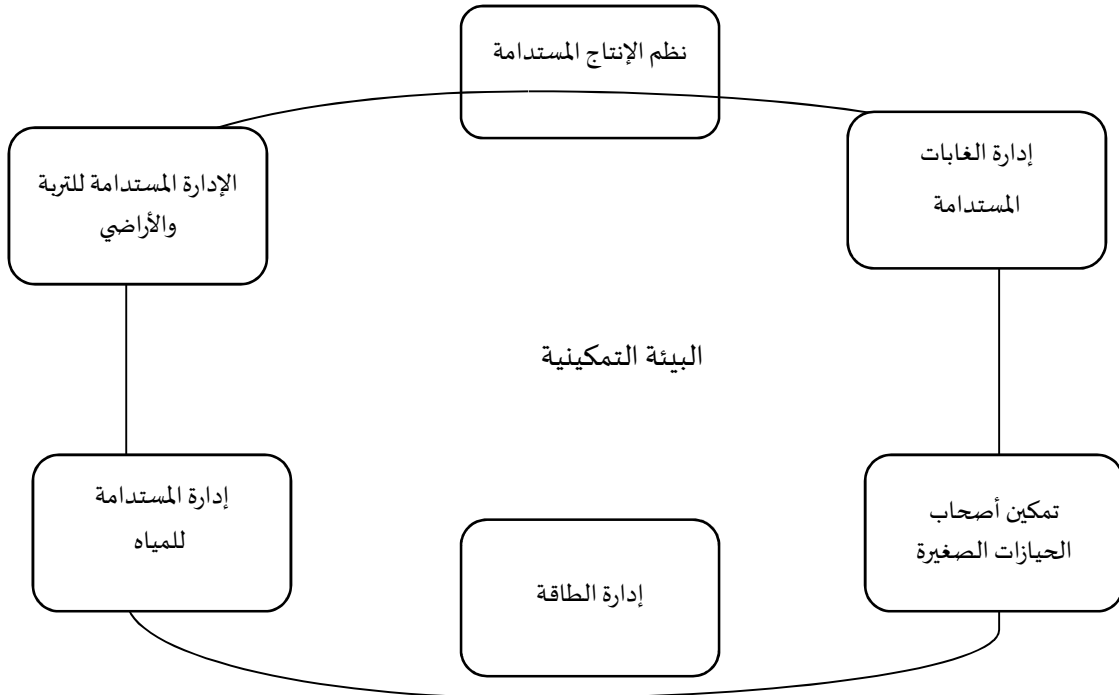 نظم الإنتاج المستدامة
إدارة الغابات
المستدامة
الإدارة المستدامة للتربة
والأراضي
البيئة التمكينية
تمكين أصحاب
الحيازات الصغيرة
إدارة المستدامة
للمياه
إدارة الطاقة